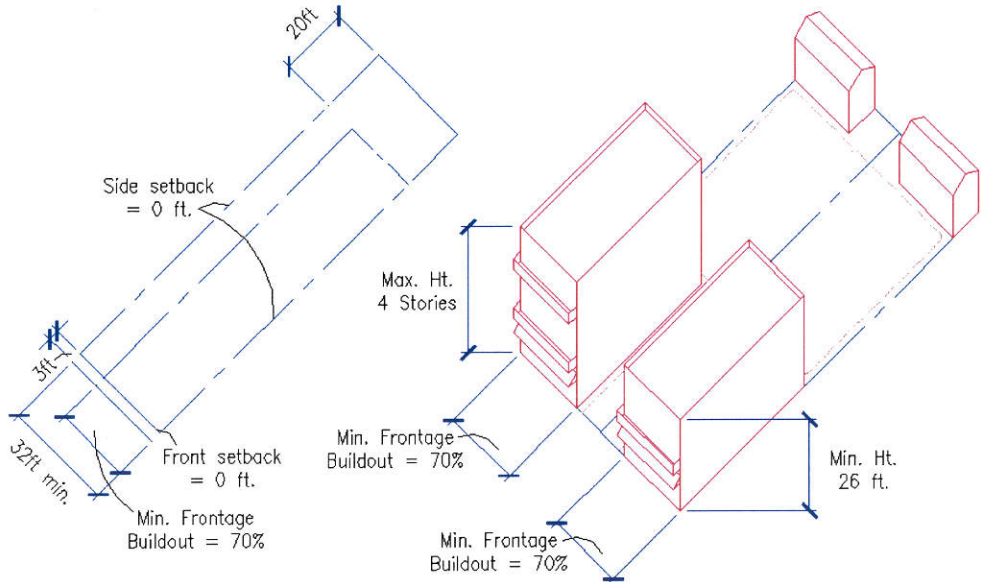 20ft
Side setback
= 0 ft.
3ft
32ft min.
Front setback
= 0 ft.
Min. Frontage
Buildout = 70%
Max. Ht.
4 Stories
Min. Frontage
Buildout = 70%
Min. Ht.
26 ft.
Min. Frontage
Buildout = 70%